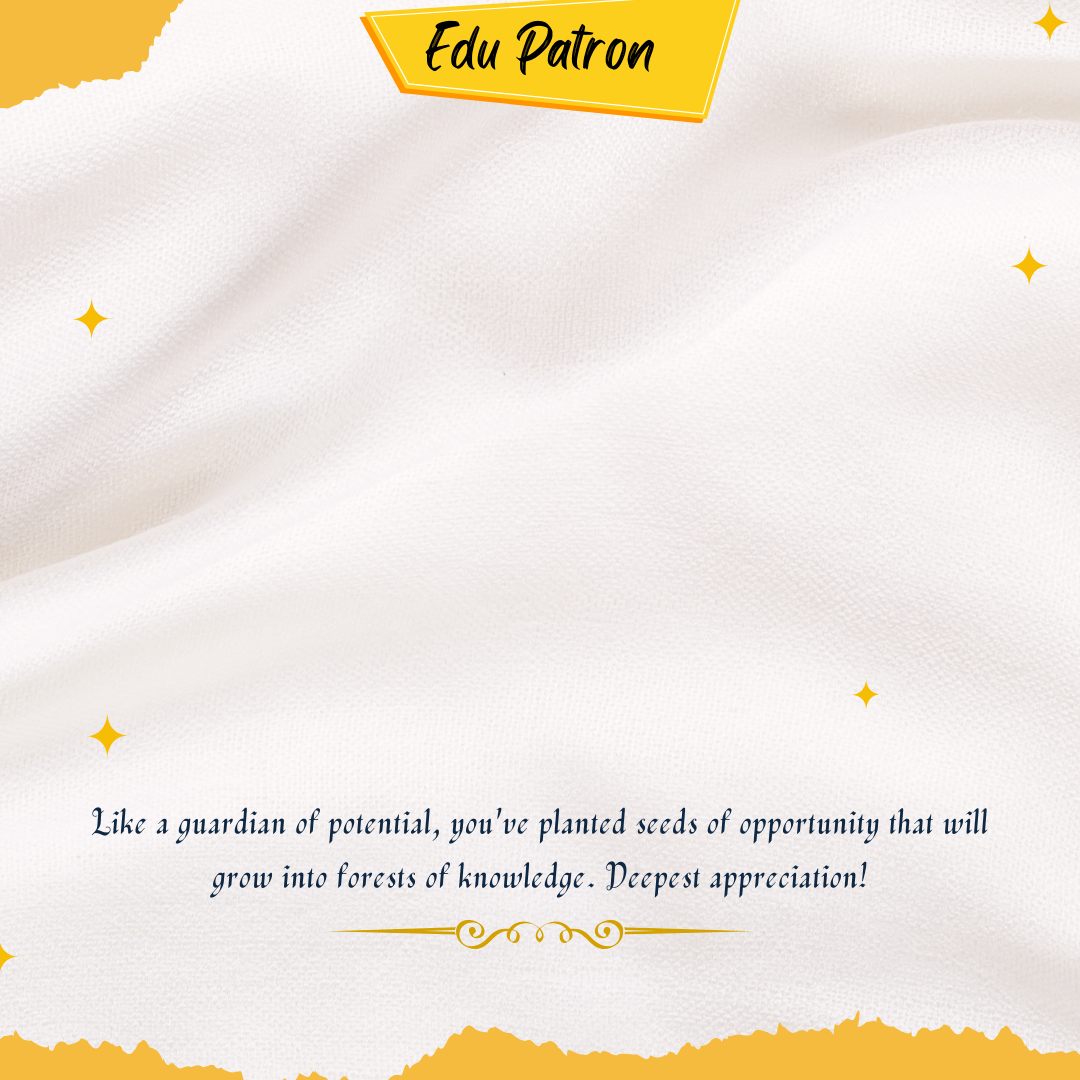 Edu Patron
Like a guardian of potential, you've planted seeds of opportunity that will
grow into forests of knowledge. Deepest appreciation!